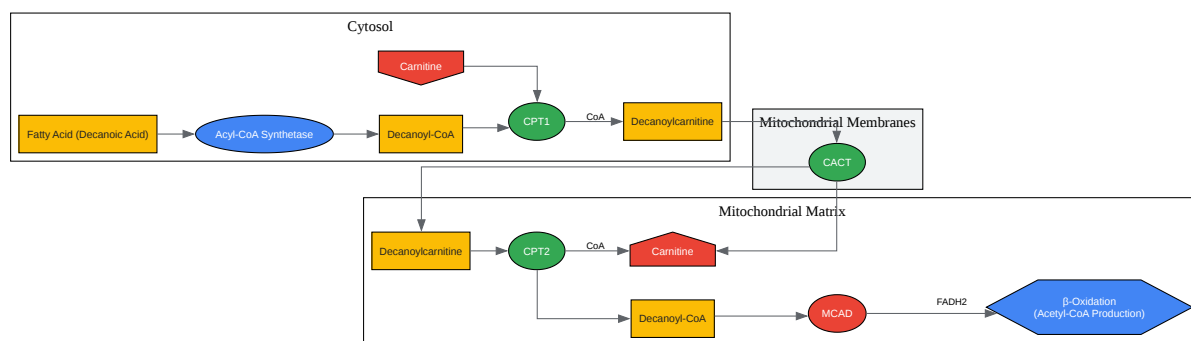 Cytosol
Carnitine
Fatty Acid (Decanoic Acid)
Acyl-CoA Synthetase
Decanoyl-CoA
CPT1
CoA
Decanoylcarnitine
Mitochondrial Membranes
CACT
Mitochondrial Matrix
Decanoylcarnitine
CPT2
CoA
Carnitine
Decanoyl-CoA
MCAD
FADH2
β-Oxidation
(Acetyl-CoA Production)